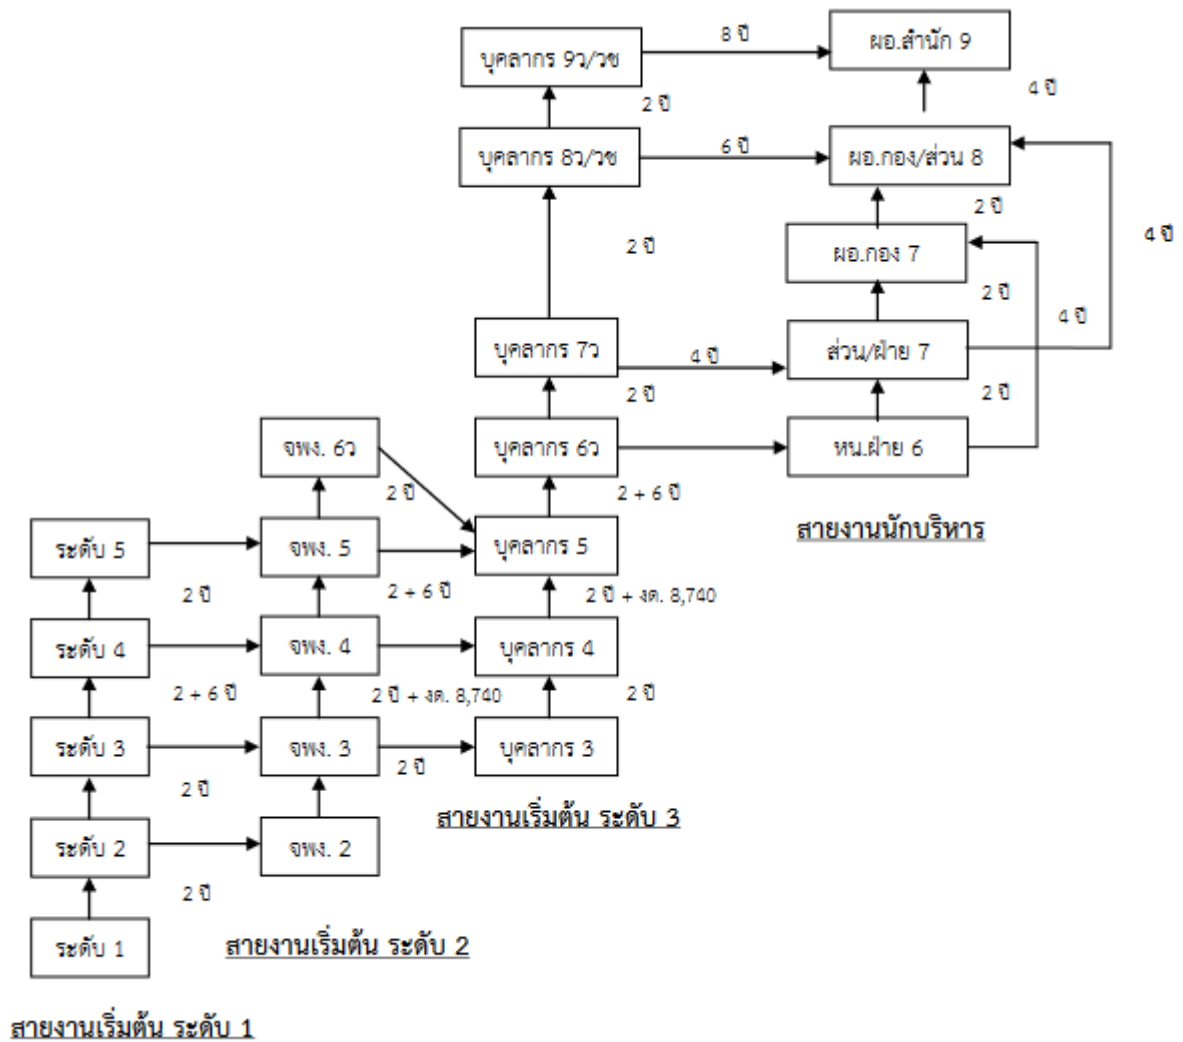 8 ปี
ผอ.สำนัก 9
บุคลากร 9ว/วช
4 ปี
2 ปี
บุคลากร 8ว/วช
6 ปี
ผอ.กอง/ส่วน 8
2 ปี
4 ปี
2 ปี
ผอ.กอง 7
2 ปี
4 ปี
บุคลากร 7ว
4 ปี
ส่วน/ฝ่าย 7
2 ปี
2 ปี
จพง. 6ว
บุคลากร 6ว
หน.ฝ่าย 6
2 ปี
2 + 6 ปี
สายงานนักบริหาร
ระดับ 5
จพง. 5
บุคลากร 5
2 ปี
2 + 6 ปี
2 ปี + งด. 8,740
ระดับ 4
จพง. 4
บุคลากร 4
2 + 6 ปี
2 ปี + งด. 8,740
2 ปี
ระดับ 3
จพง. 3
บุคลากร 3
2 ปี
2 ปี
สายงานเริ่มต้น ระดับ 3
ระดับ 2
จพง. 2
2 ปี
สายงานเริ่มต้น ระดับ 2
ระดับ 1
สายงานเริ่มต้น ระดับ 1